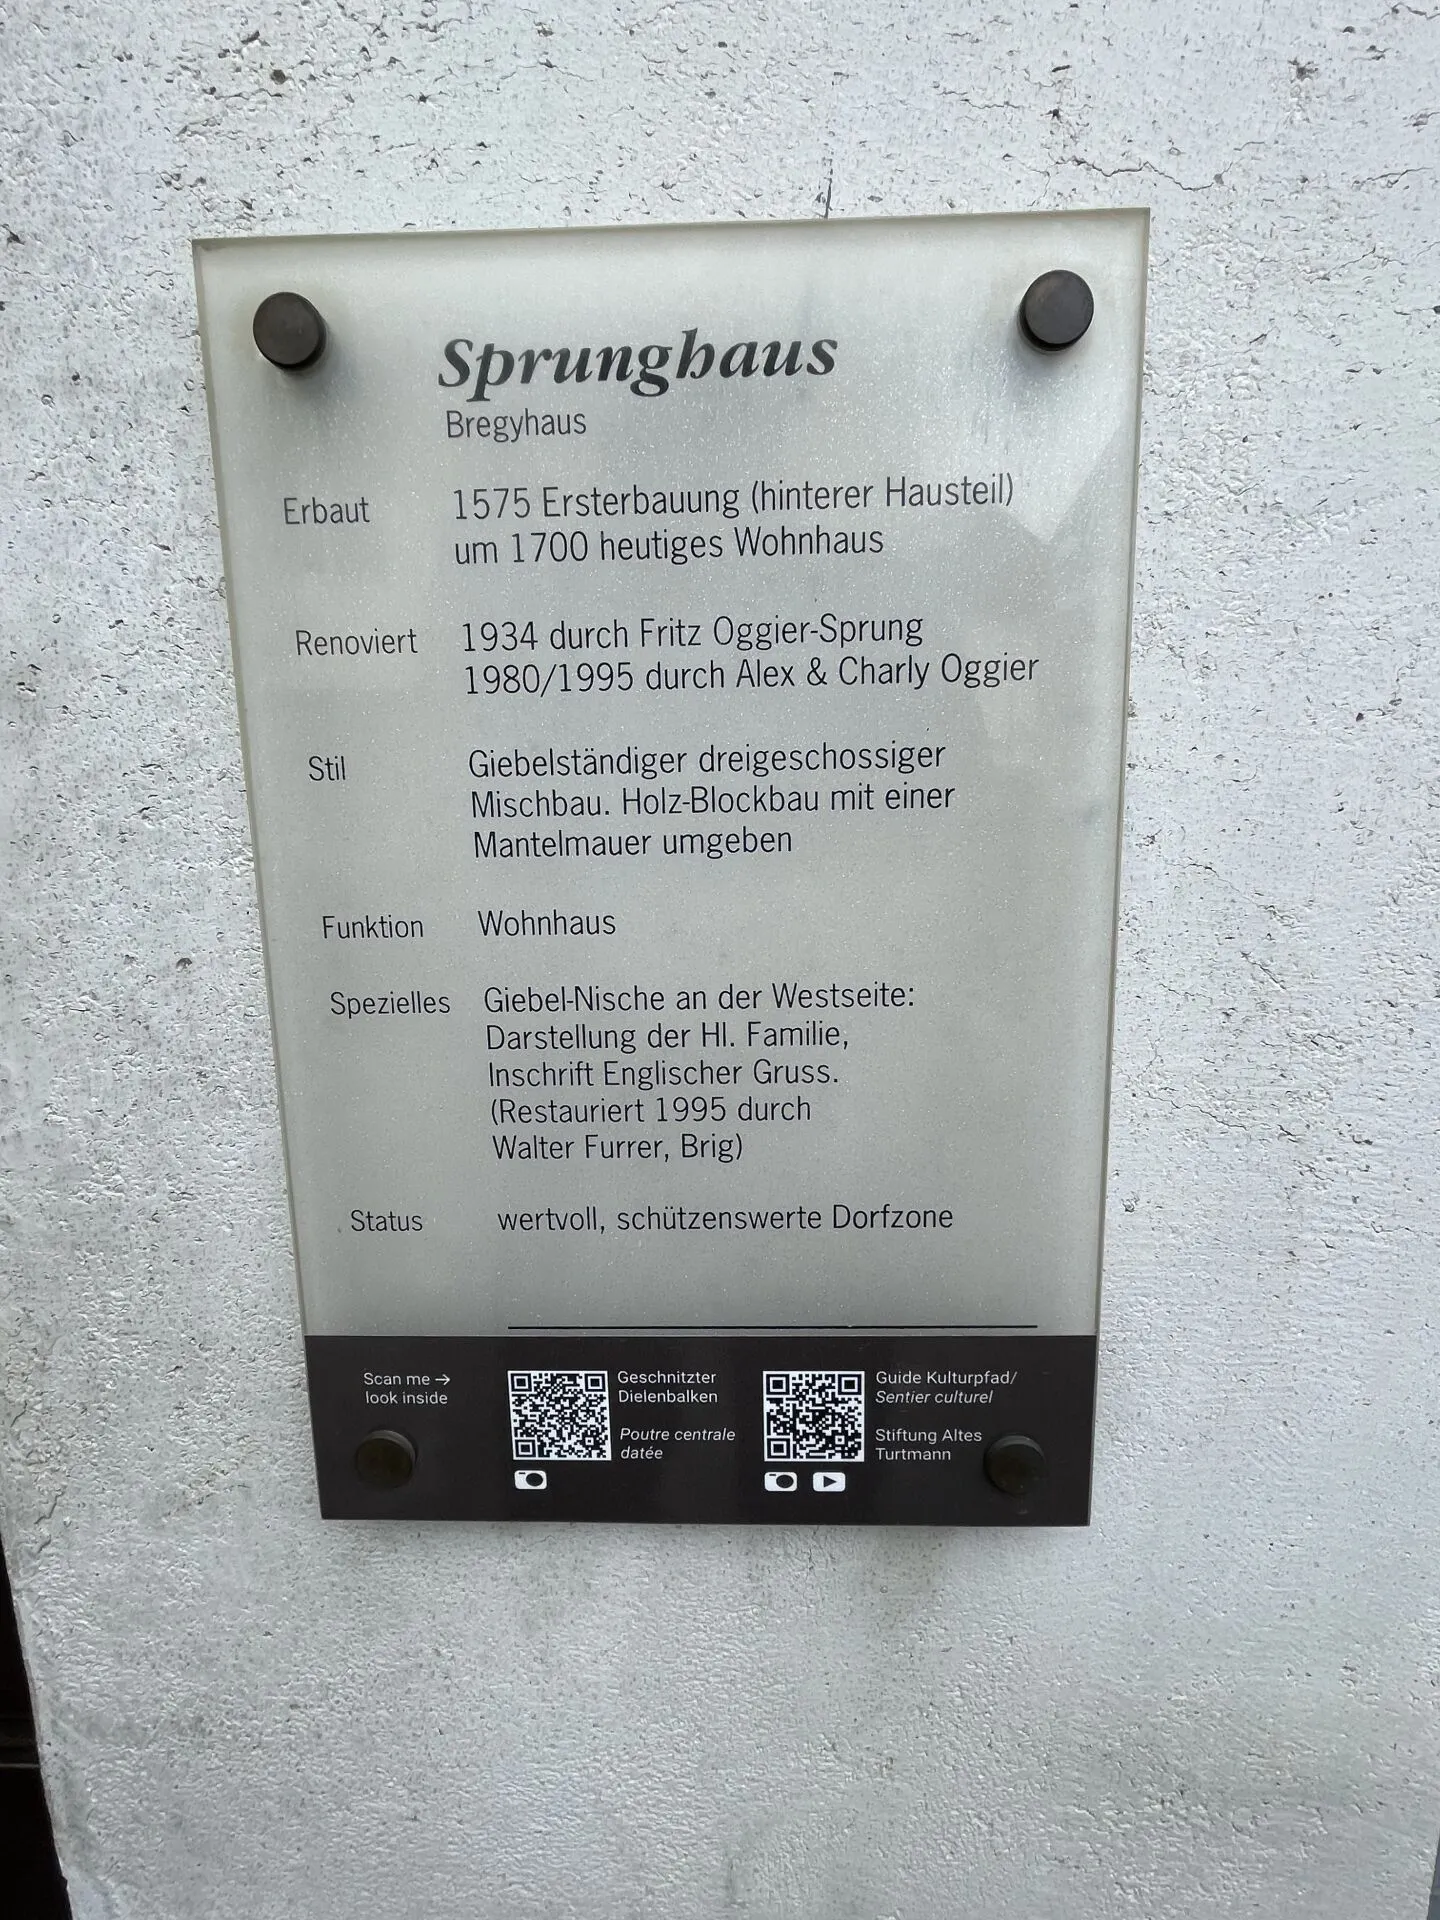 Sprunghaus
Bregyhaus
Erbaut 1575 Ersterbauung (hinterer Hausteil)
um 1700 heutiges Wohnhaus
Renoviert 1934 durch Fritz Oggier-Sprung
1980/1995 durch Alex & Charly Oggier
Stil Giebelständiger dreigeschossiger
Mischbau. Holz-Blockbau mit einer
Mantelmauer umgeben
Funktion Wohnhaus
Spezielles Giebel-Nische an der Westseite:
Darstellung der Hl. Familie,
Inschrift Englischer Gruss.
(Restauriert 1995 durch
Walter Furrer, Brig)
Status wertvoll, schützenswerte Dorfzone
Scan me →
look inside
Geschnitzter
Dielenbalken
Poutre centrale
datée
Guide Kulturpfad/
Sentier culturel
Stiftung Altes
Turtmann